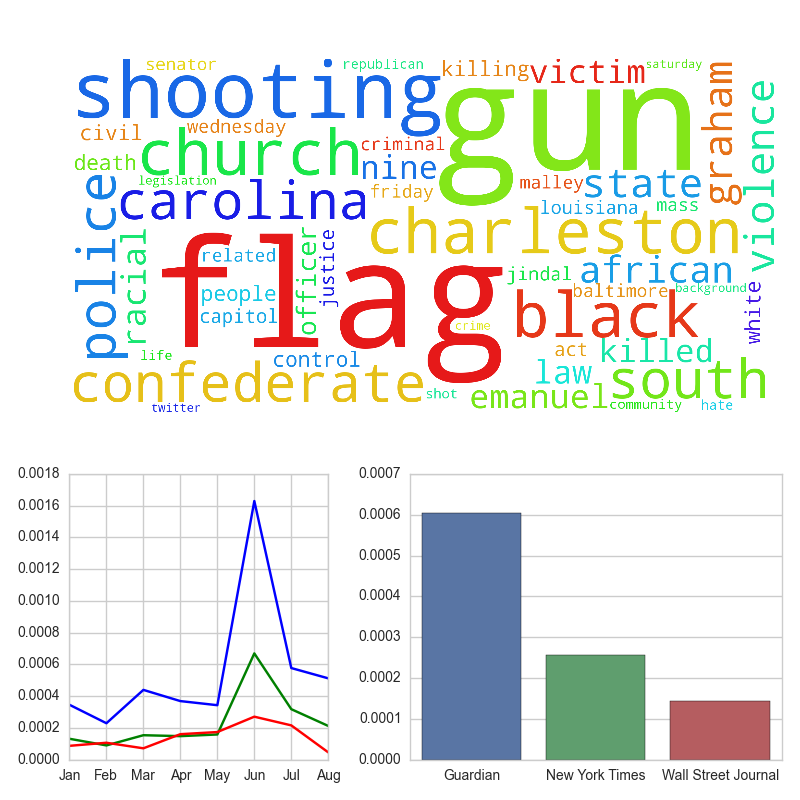 senator republican killing victim saturday
shooting gun graham
civil wednesday criminal violence
death church nine malley state
legislation friday louisiana mass
police carolina charleston
racial related officer justice jindal african
people flag baltimore background
capitol crime black white
life control act killed
confederate shot law south
twitter emanuel community hate
0.0018
0.0016
0.0014
0.0012
0.0010
0.0008
0.0006
0.0004
0.0002
0.0000
Jan Feb Mar Apr May Jun Jul Aug
0.0007
0.0006
0.0005
0.0004
0.0003
0.0002
0.0001
0.0000
Guardian New York Times Wall Street Journal